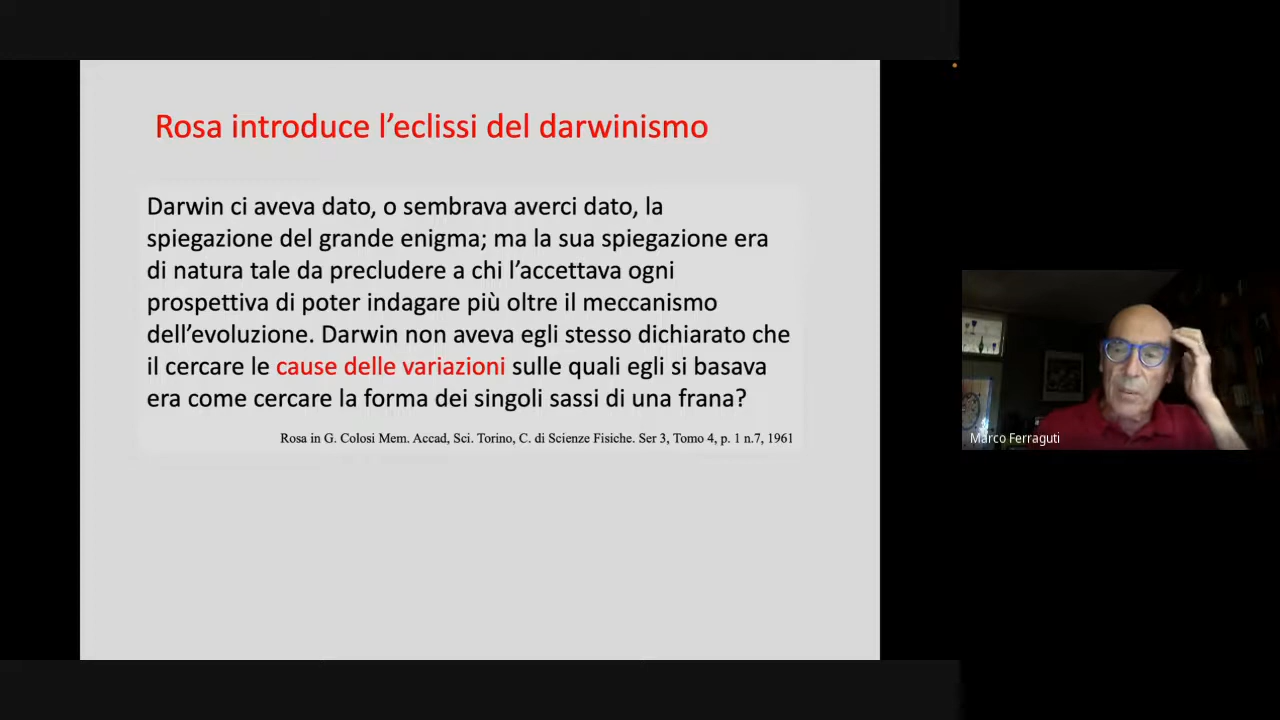 Rosa introduce l’eclissi del darwinismo
Darwin ci aveva dato, o sembrava averci dato, la
spiegazione del grande enigma; ma la sua spiegazione era
di natura tale da precludere a chi l’accettava ogni
prospettiva di poter indagare più oltre il meccanismo
dell’evoluzione. Darwin non aveva egli stesso dichiarato che
il cercare le cause delle variazioni sulle quali egli si basava
era come cercare la forma dei singoli sassi di una frana?
Rosa in G. Colosi Mem. Accad, Sci. Torino, C. di Scienze Fisiche. Ser 3, Tomo 4, p. 1 n.7, 1961
Marco Ferraguti